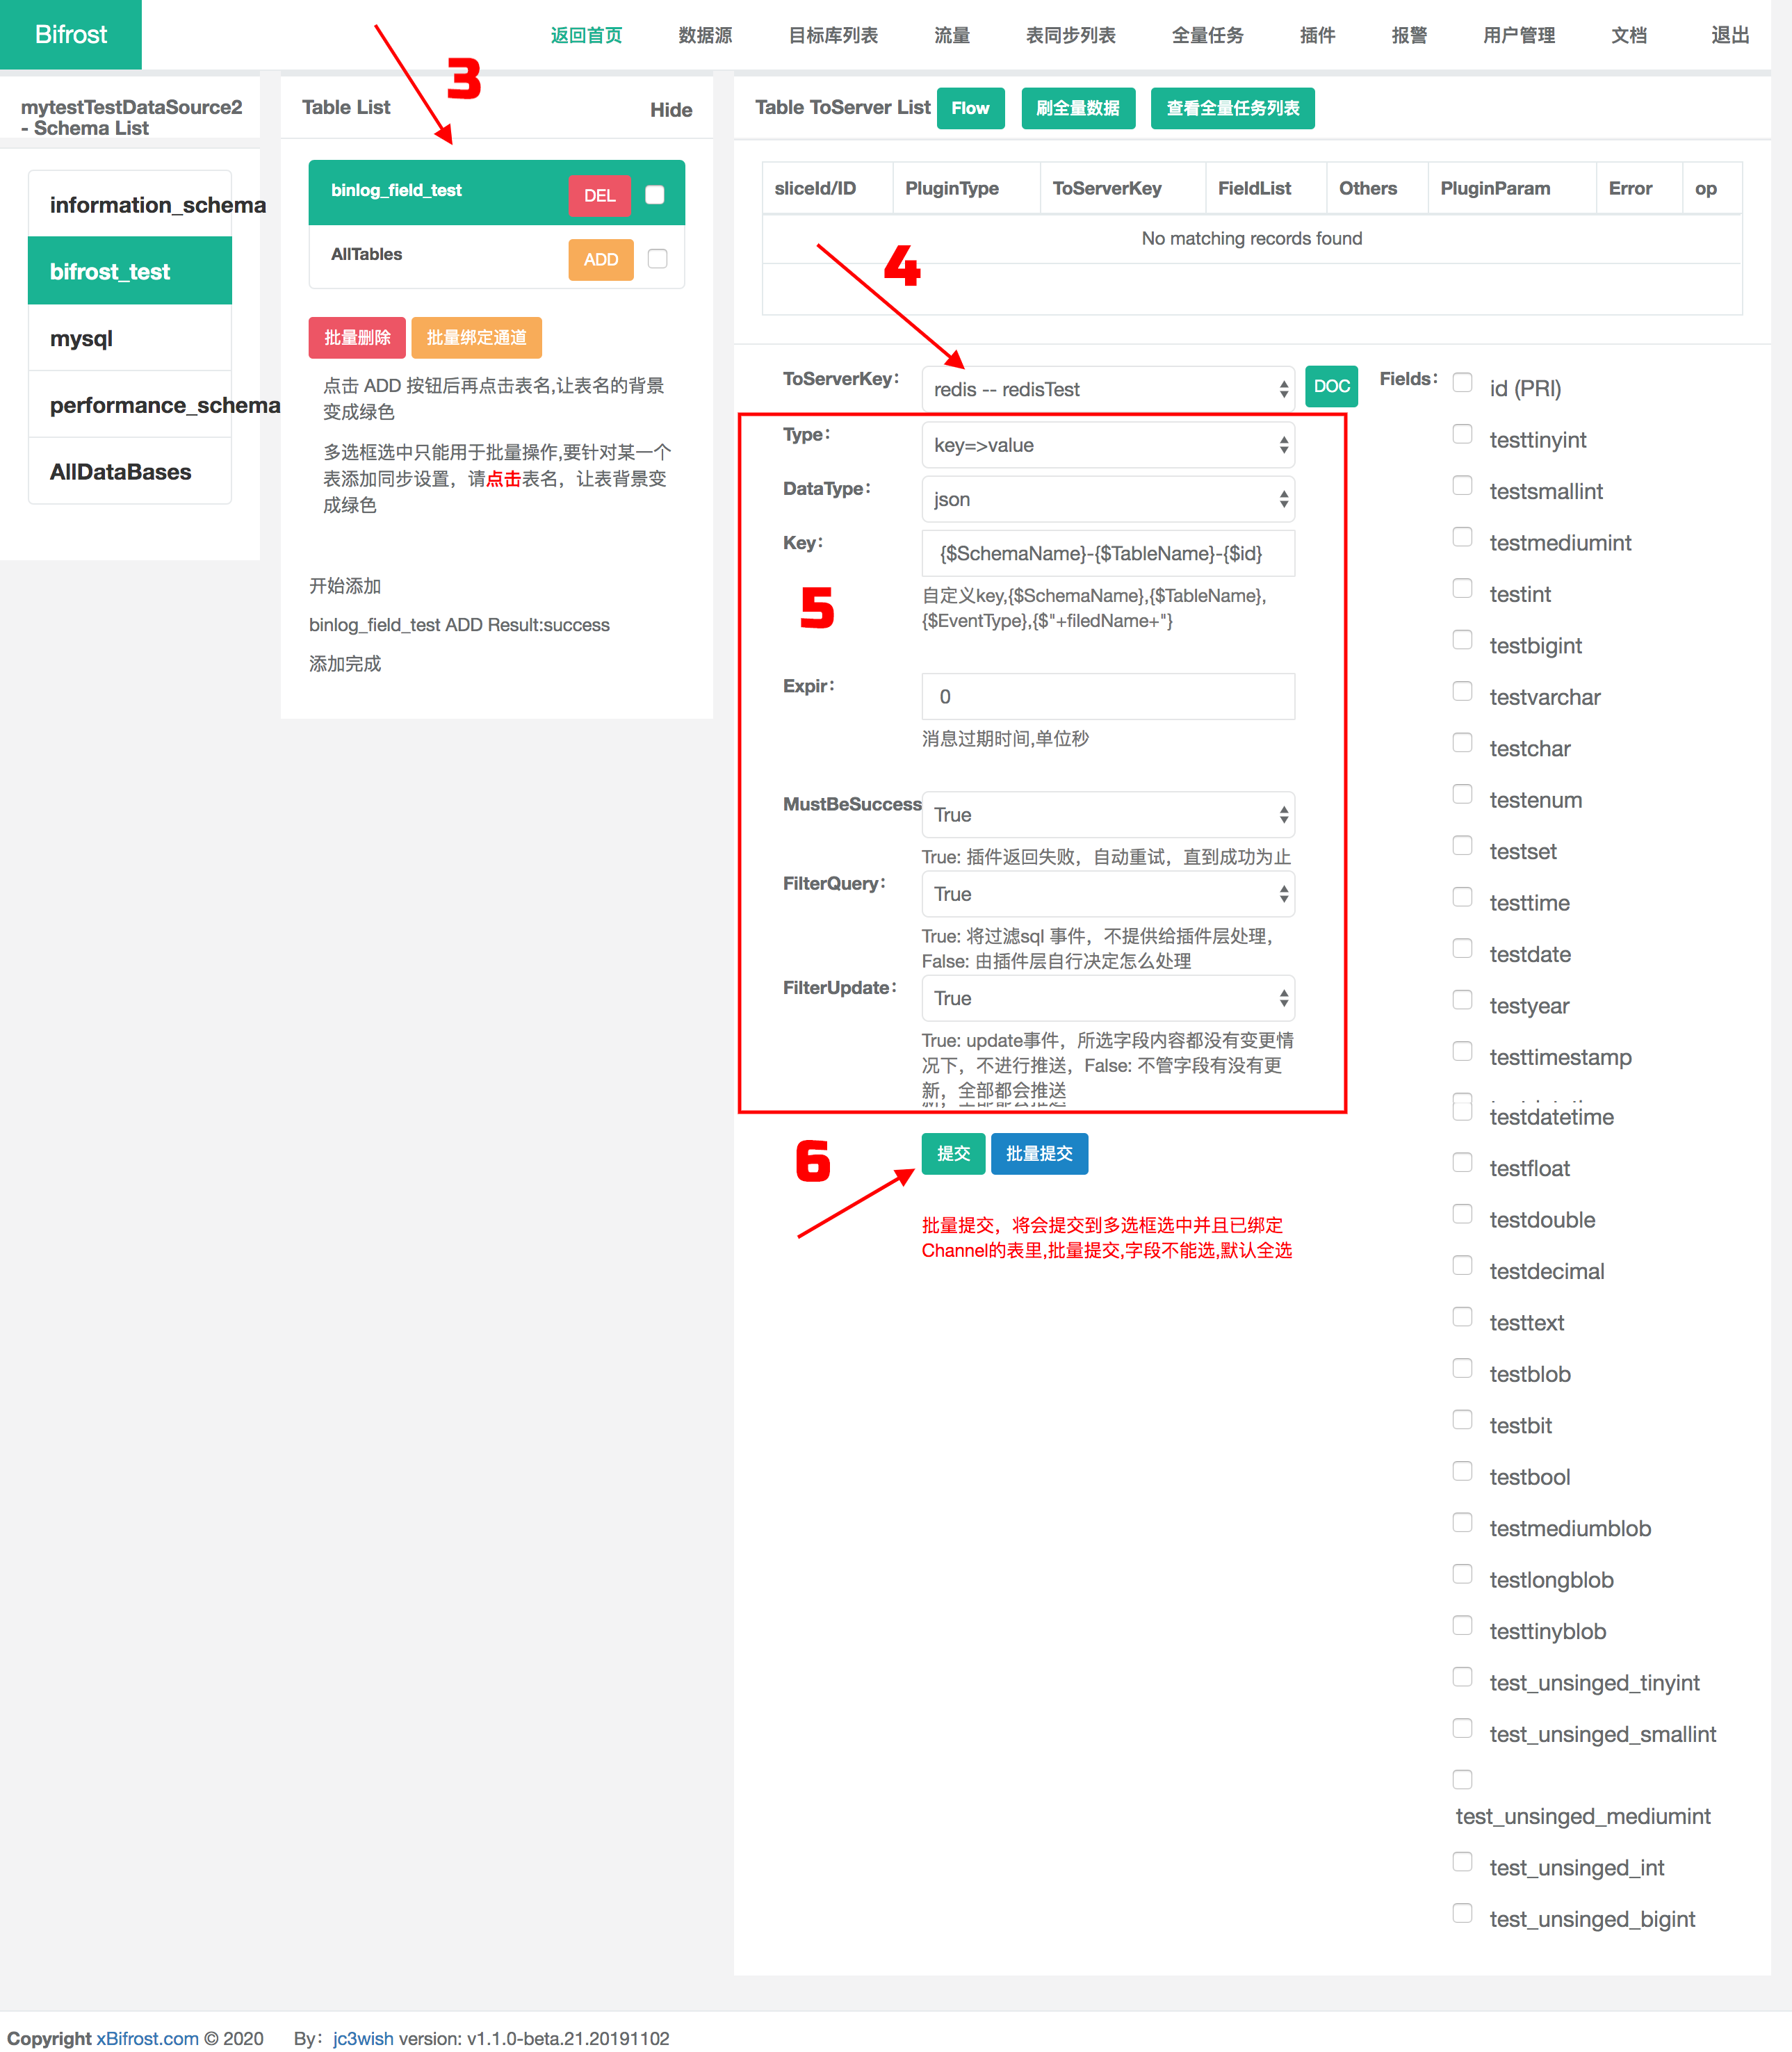 Bifrost
返回首页
数据源
目标库列表
流量
表同步列表
全量任务
插件
报警
用户管理
文档
退出
mytestTestDataSource2
- Schema List
information_schema
bifrost_test
mysql
performance_schema
AllDataBases
3
Table List
Hide
binlog_field_test
DEL
AllTables
ADD
批量删除
批量绑定通道
点击 ADD 按钮后再点击表名,让表名的背景
变成绿色
多选框选中只能用于批量操作,要针对某一个
表添加同步设置，请点击表名，让表背景变
成绿色
开始添加
binlog_field_test ADD Result:success
添加完成
Table ToServer List
Flow
刷全量数据
查看全量任务列表
sliceId/ID
PluginType
ToServerKey
FieldList
Others
PluginParam
Error
op
No matching records found
4
ToServerKey：
redis -- redisTest
DOC
Type：
key=>value
DataType：
json
Key：
{$SchemaName}-{$TableName}-{$id}
5
自定义key,{$SchemaName},{$TableName},
{$EventType},{$"+filedName+"}
Expir：
0
消息过期时间,单位秒
MustBeSuccess
True
True: 插件返回失败，自动重试，直到成功为止
FilterQuery：
True
True: 将过滤sql 事件，不提供给插件层处理，
False: 由插件层自行决定怎么处理
FilterUpdate：
True
True: update事件，所选字段内容都没有变更情
况下，不进行推送，False: 不管字段有没有更
新，全部都会推送
6
提交
批量提交
批量提交，将会提交到多选框选中并且已绑定
Channel的表里,批量提交,字段不能选,默认全选
Fields：
id (PRI)
testtinyint
testsmallint
testmediumint
testint
testbigint
testvarchar
testchar
testenum
testset
testtime
testdate
testyear
testtimestamp
testdatetime
testfloat
testdouble
testdecimal
testtext
testblob
testbit
testbool
testmediumblob
testlongblob
testtinyblob
test_unsinged_tinyint
test_unsinged_smallint
test_unsinged_mediumint
test_unsinged_int
test_unsinged_bigint
Copyright xBifrost.com © 2020 By：jc3wish version: v1.1.0-beta.21.20191102